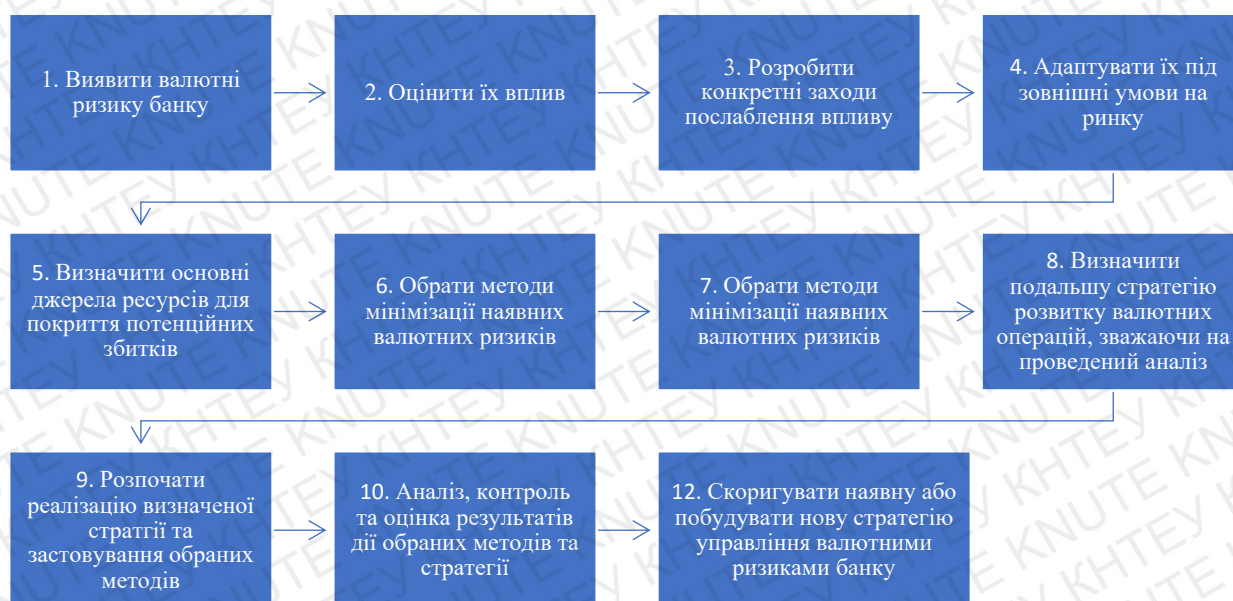 1. Виявити валютні
ризику банку
2. Оцінити їх вплив
3. Розробити
конкретні заходи
послаблення впливу
4. Адаптувати їх під
зовнішні умови на
ринку
5. Визначити основні
джерела ресурсів для
покриття потенційних
збитків
6. Обрати методи
мінімізації наявних
валютних ризиків
7. Обрати методи
мінімізації наявних
валютних ризиків
8. Визначити
подальшу стратегію
розвитку валютних
операцій, зважаючи на
проведений аналіз
9. Розпочати
реалізацію визначеної
стратгії та
застовування обраних
методів
10. Аналіз, контроль
та оцінка результатів
дії обраних методів та
стратегії
12. Скоригувати наявну або
побудувати нову стратегію
управління валютними
ризиками банку